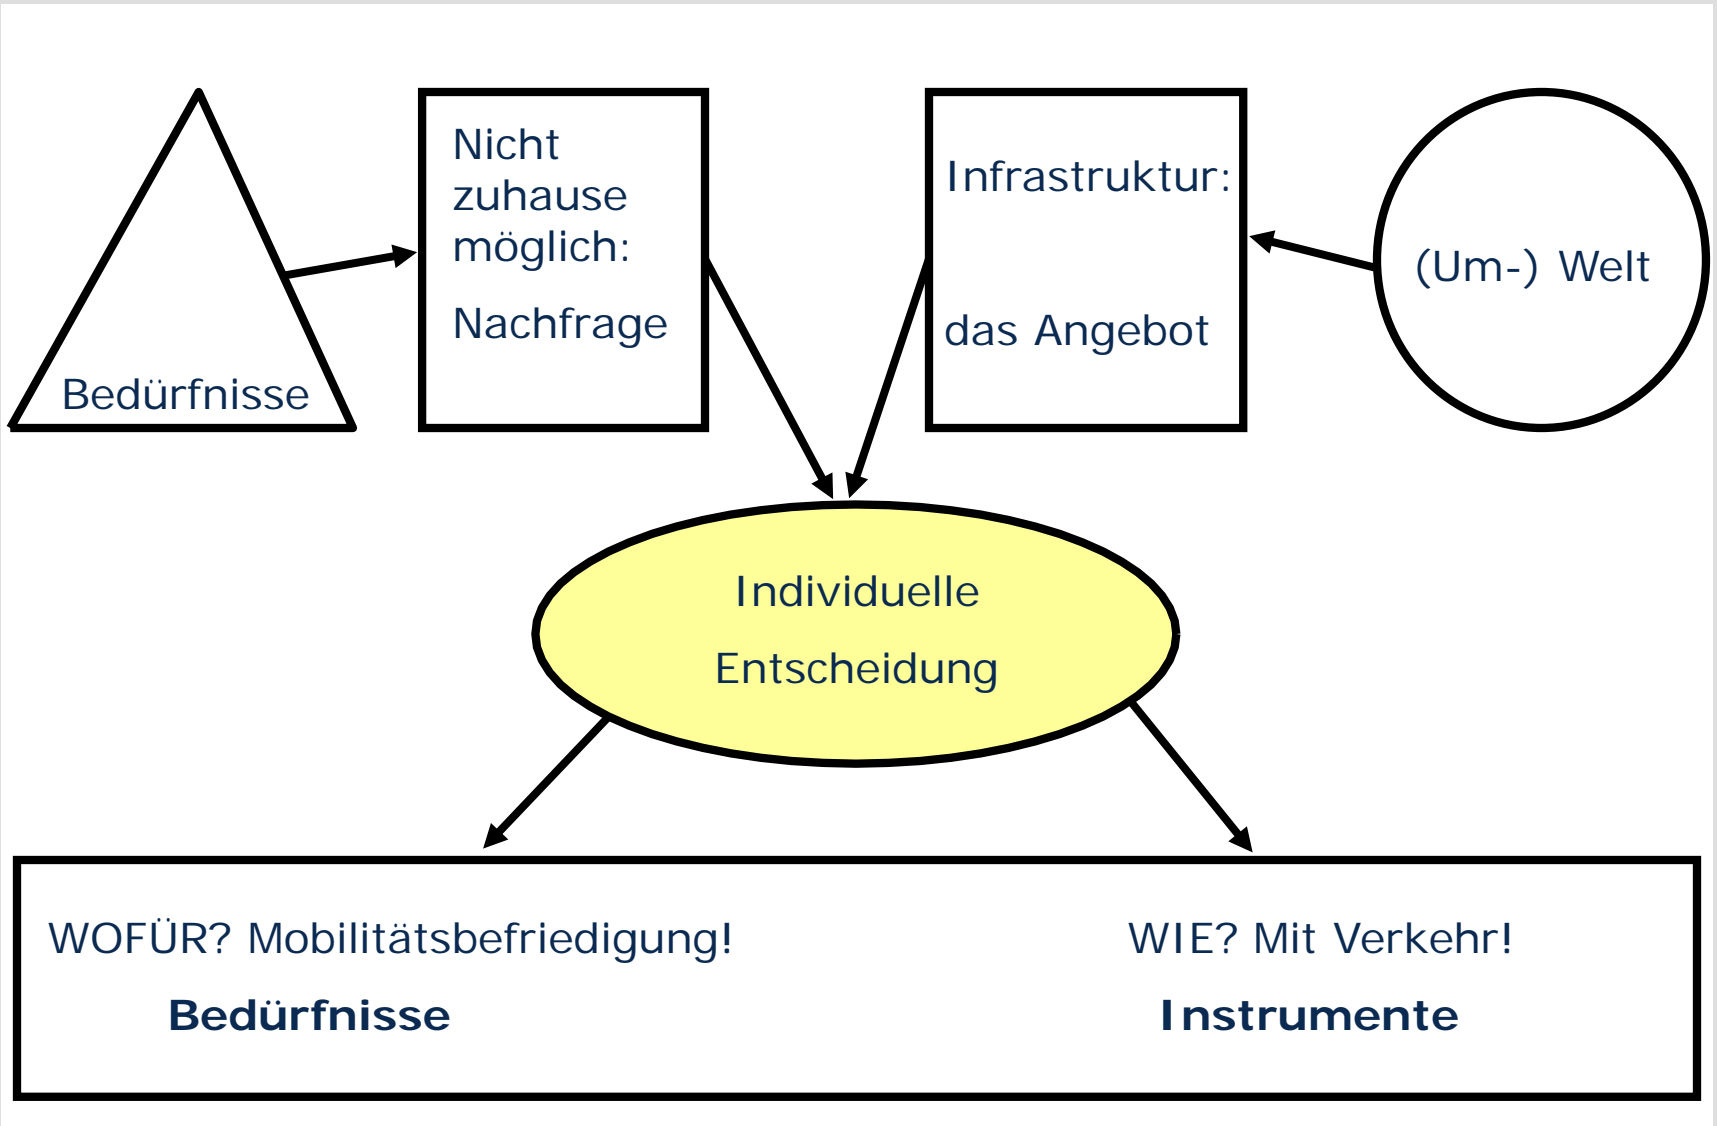 Bedürfnisse
Nicht
zuhause
möglich:
Nachfrage
Infrastruktur:
das Angebot
(Um-) Welt
Individuelle
Entscheidung
WOFÜR? Mobilitätsbefriedigung!
Bedürfnisse
WIE? Mit Verkehr!
Instrumente